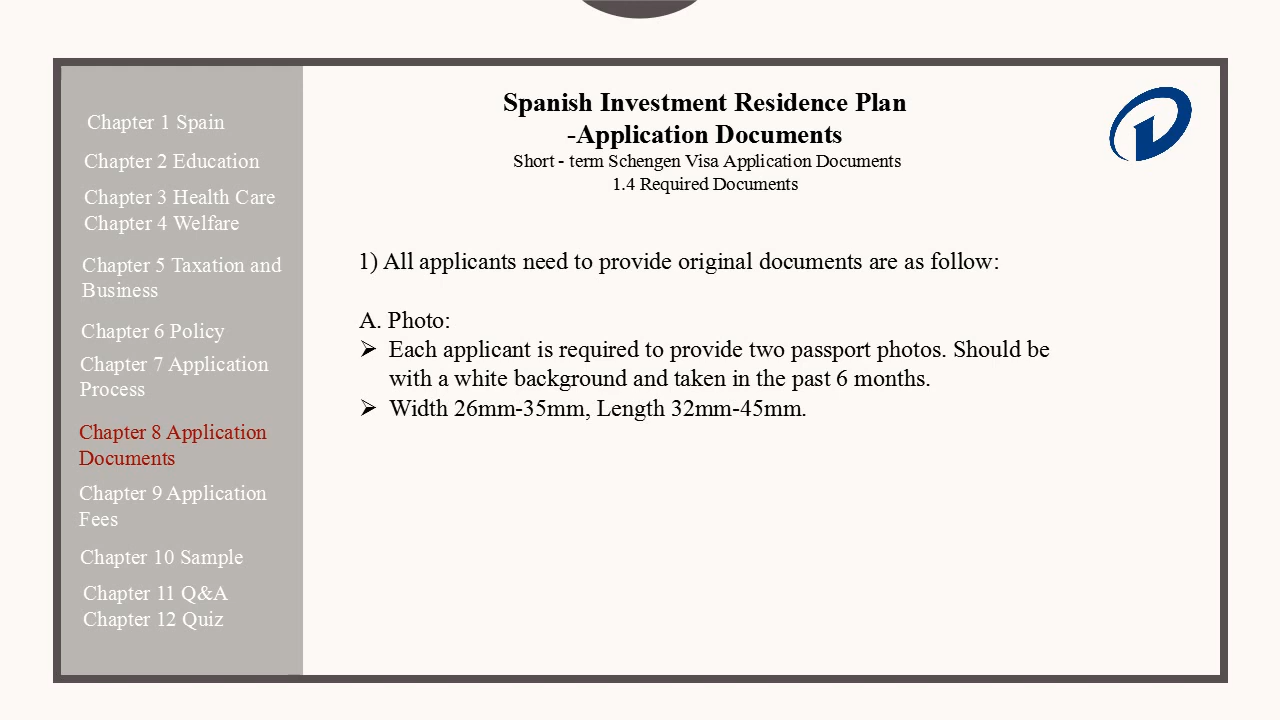 Chapter 1 Spain
Chapter 2 Education
Chapter 3 Health Care
Chapter 4 Welfare
Chapter 5 Taxation and
Business
Chapter 6 Policy
Chapter 7 Application
Process
Chapter 8 Application
Documents
Chapter 9 Application
Fees
Chapter 10 Sample
Chapter 11 Q&A
Chapter 12 Quiz
Spanish Investment Residence Plan
-Application Documents
Short - term Schengen Visa Application Documents
1.4 Required Documents
1) All applicants need to provide original documents are as follow:
A. Photo:
➢ Each applicant is required to provide two passport photos. Should be
with a white background and taken in the past 6 months.
➢ Width 26mm-35mm, Length 32mm-45mm.